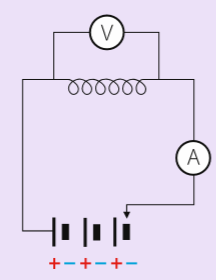 V
A
+ − + − + −